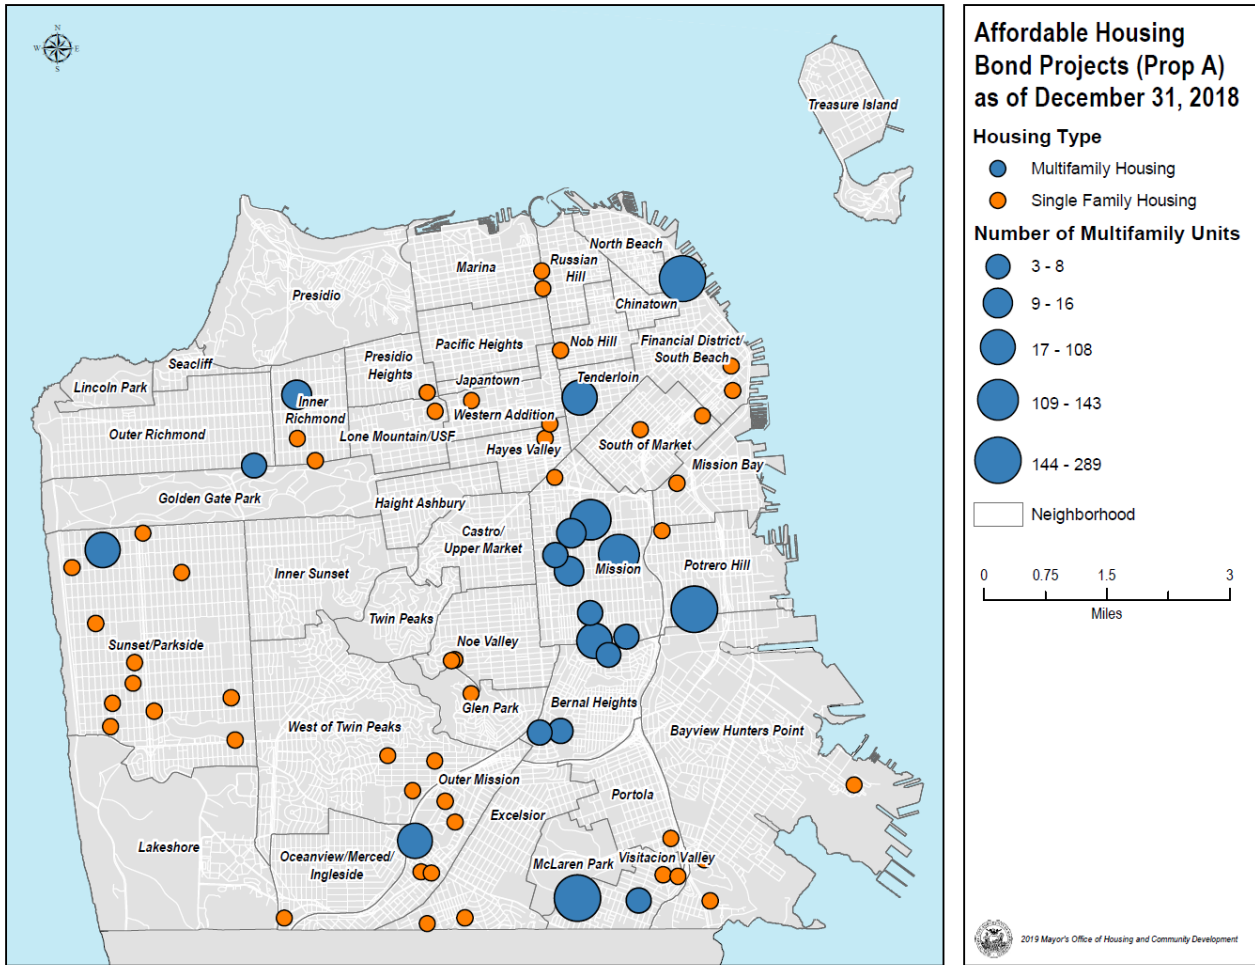 N
W
E
S
Treasure Island
North Beach
Russian
Hill
Marina
Presidio
Chinatown
Pacific Heights
Nob Hill
Financial District/
South Beach
Seacliff
Presidio
Heights
Lincoln Park
Japantown
Tenderloin
Inner
Richmond
Western Addition
Outer Richmond
Lone Mountain/USF
Hayes Valley
South of Market
Mission Bay
Golden Gate Park
Haight Ashbury
Castro/
Upper Market
Inner Sunset
Mission
Potrero Hill
Twin Peaks
Noe Valley
Sunset/Parkside
Glen Park
Bernal Heights
West of Twin Peaks
Bayview Hunters Point
Outer Mission
Portola
Excelsior
Lakeshore
Oceanview/Merced/
Ingleside
McLaren Park
Visitacion Valley
Affordable Housing
Bond Projects (Prop A)
as of December 31, 2018
Housing Type
Multifamily Housing
Single Family Housing
Number of Multifamily Units
3 - 8
9 - 16
17 - 108
109 - 143
144 - 289
Neighborhood
0 0.75 1.5 3
Miles
2019 Mayor's Office of Housing and Community Development